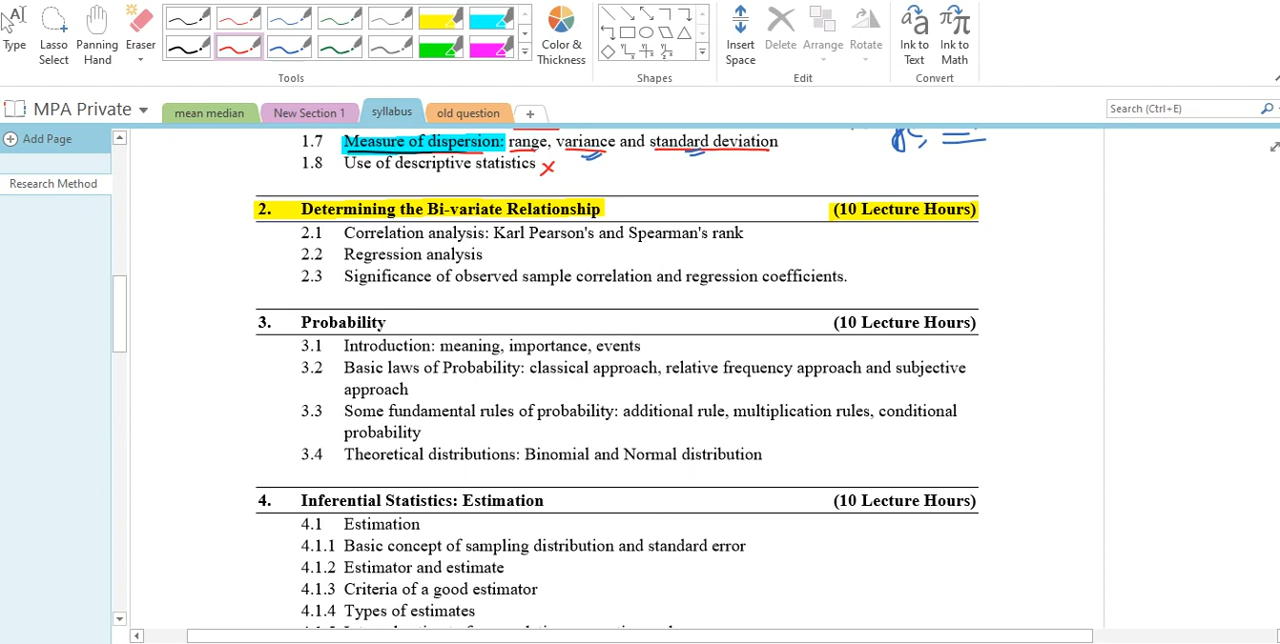 Type
Lasso Select
Panning Hand
Eraser
Color & Thickness
Insert Space
Delete
Arrange
Rotate
Ink to Text
Ink to Math
Tools
Shapes
Edit
Convert
MPA Private
mean median
New Section 1
syllabus
old question
+
Search (Ctrl+E)
Add Page
Research Method
1.7 Measure of dispersion: range, variance and standard deviation
1.8 Use of descriptive statistics
2. Determining the Bi-variate Relationship (10 Lecture Hours)
2.1 Correlation analysis: Karl Pearson's and Spearman's rank
2.2 Regression analysis
2.3 Significance of observed sample correlation and regression coefficients.
3. Probability (10 Lecture Hours)
3.1 Introduction: meaning, importance, events
3.2 Basic laws of Probability: classical approach, relative frequency approach and subjective
approach
3.3 Some fundamental rules of probability: additional rule, multiplication rules, conditional
probability
3.4 Theoretical distributions: Binomial and Normal distribution
4. Inferential Statistics: Estimation (10 Lecture Hours)
4.1 Estimation
4.1.1 Basic concept of sampling distribution and standard error
4.1.2 Estimator and estimate
4.1.3 Criteria of a good estimator
4.1.4 Types of estimates